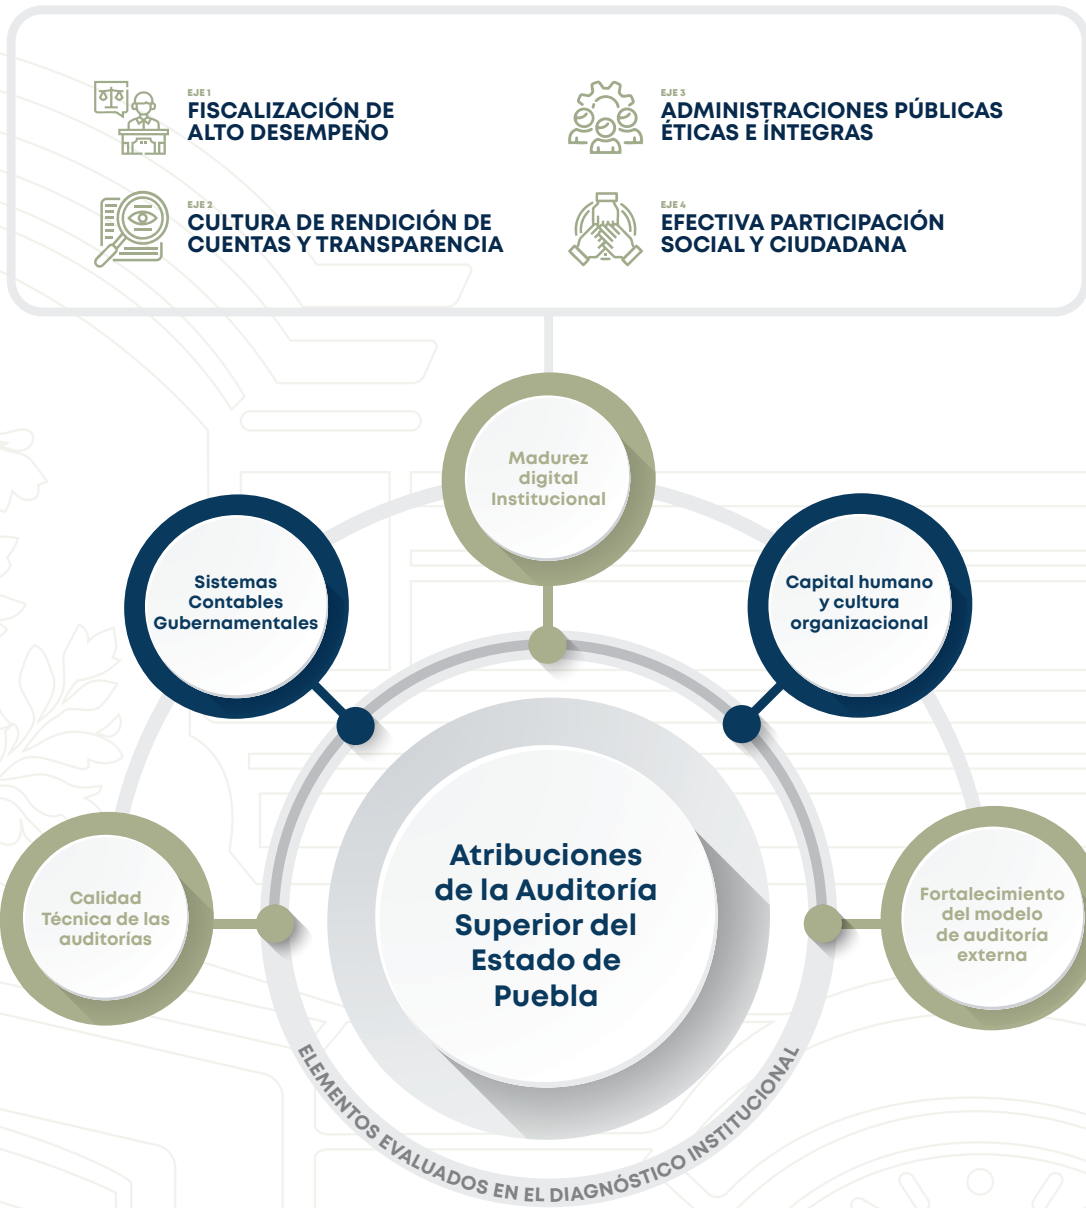 EJE 1
FISCALIZACIÓN DE
ALTO DESEMPEÑO
EJE 2
CULTURA DE RENDICIÓN DE
CUENTAS Y TRANSPARENCIA
EJE 3
ADMINISTRACIONES PÚBLICAS
ÉTICAS E ÍNTEGRAS
EJE 4
EFECTIVA PARTICIPACIÓN
SOCIAL Y CIUDADANA
Madurez
digital
Institucional
Sistemas
Contables
Gubernamentales
Capital humano
y cultura
organizacional
Calidad
Técnica de las
auditorías
Fortalecimiento
del modelo
de auditoría
externa
Atribuciones
de la Auditoría
Superior del
Estado de
Puebla
ELEMENTOS EVALUADOS EN EL DIAGNÓSTICO INSTITUCIONAL